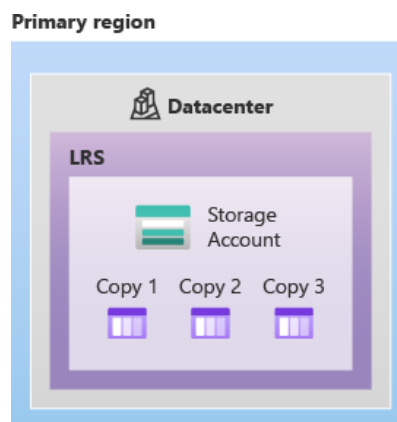 Primary region
Datacenter
LRS
Storage
Account
Copy 1 Copy 2 Copy 3